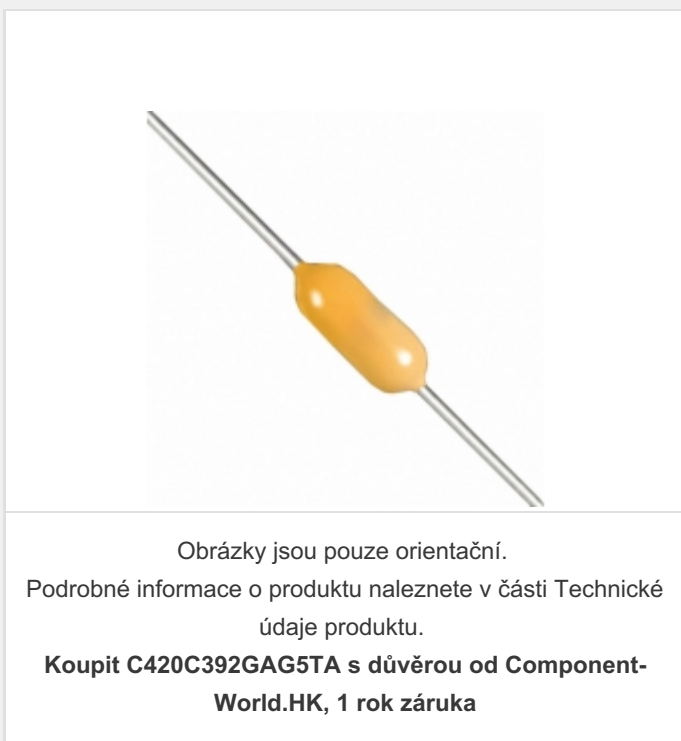 Obrázky jsou pouze orientační.
Podrobné informace o produktu naleznete v části Technické
údaje produktu.
Koupit C420C392GAG5TA s důvěrou od Component-
World.HK, 1 rok záruka